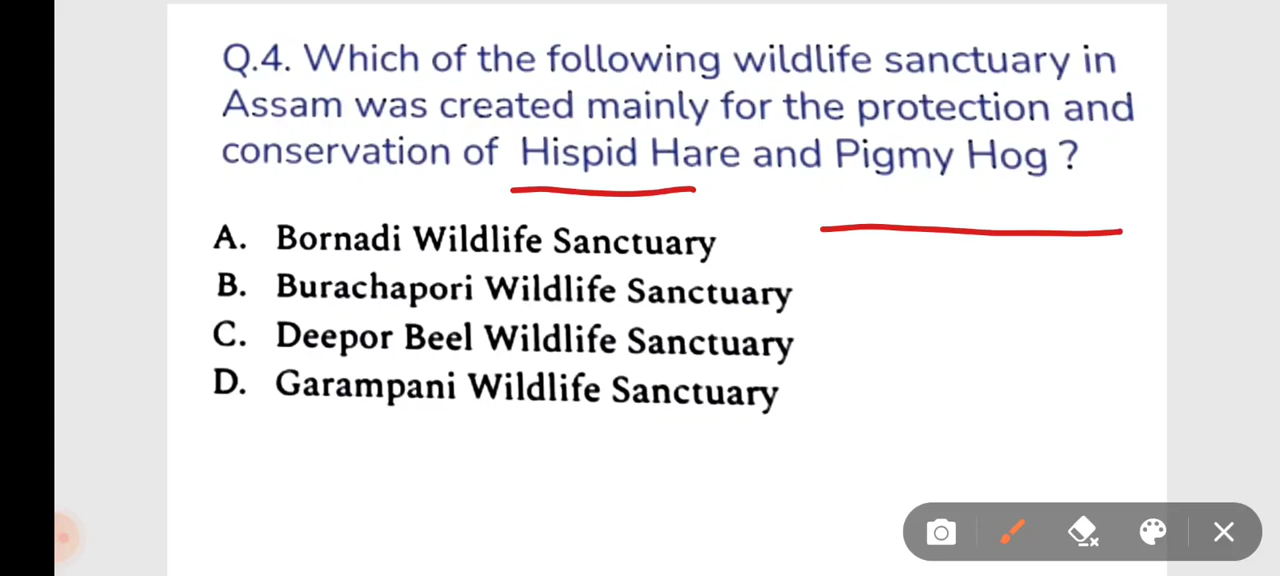 Q.4. Which of the following wildlife sanctuary in
Assam was created mainly for the protection and
conservation of Hispid Hare and Pigmy Hog ?
A. Bornadi Wildlife Sanctuary
B. Burachapori Wildlife Sanctuary
C. Deepor Beel Wildlife Sanctuary
D. Garampani Wildlife Sanctuary